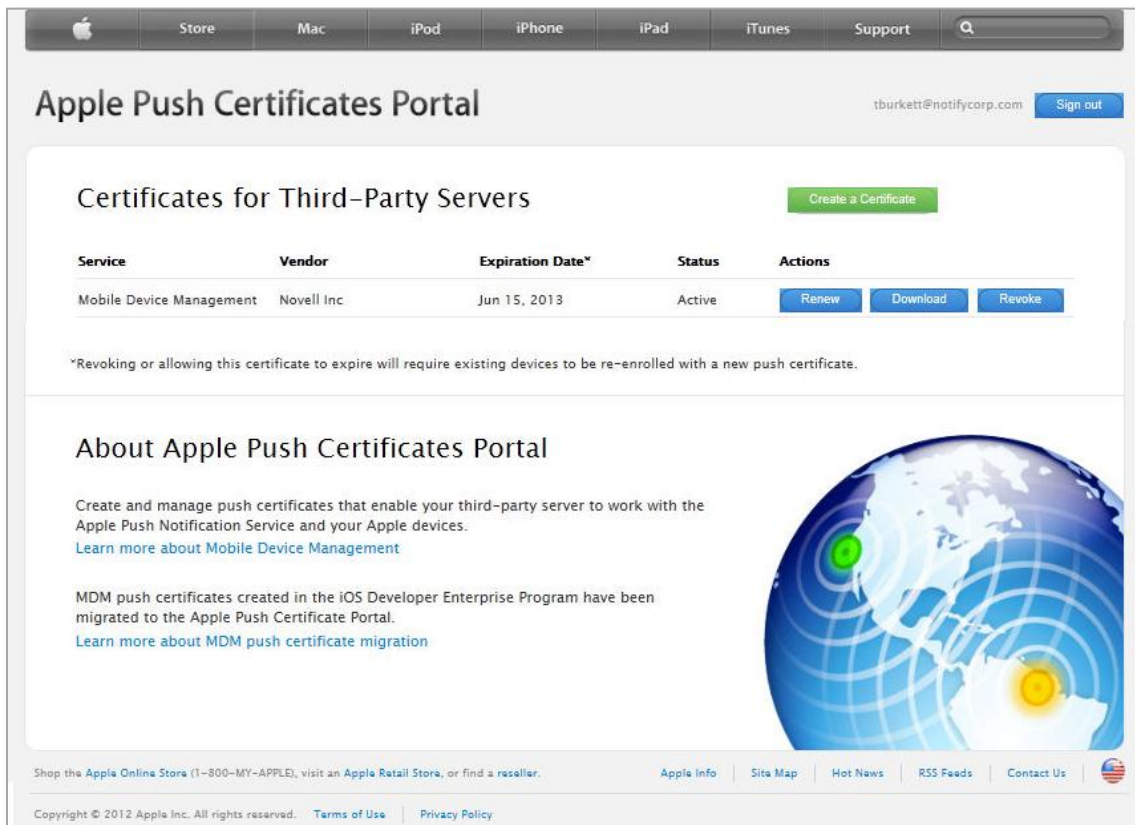 Store Mac iPod iPhone iPad iTunes Support
Apple Push Certificates Portal
tburkett@notifycorp.com Sign out
Certificates for Third-Party Servers
Create a Certificate
Service Vendor Expiration Date* Status Actions
Mobile Device Management Novell Inc Jun 15, 2013 Active Renew Download Revoke
*Revoking or allowing this certificate to expire will require existing devices to be re-enrolled with a new push certificate.
About Apple Push Certificates Portal
Create and manage push certificates that enable your third-party server to work with the
Apple Push Notification Service and your Apple devices.
Learn more about Mobile Device Management
MDM push certificates created in the iOS Developer Enterprise Program have been
migrated to the Apple Push Certificate Portal.
Learn more about MDM push certificate migration
Shop the Apple Online Store (1-800-MY-APPLE), visit an Apple Retail Store, or find a reseller.
Apple Info Site Map Hot News RSS Feeds Contact Us
Copyright © 2012 Apple Inc. All rights reserved. Terms of Use Privacy Policy